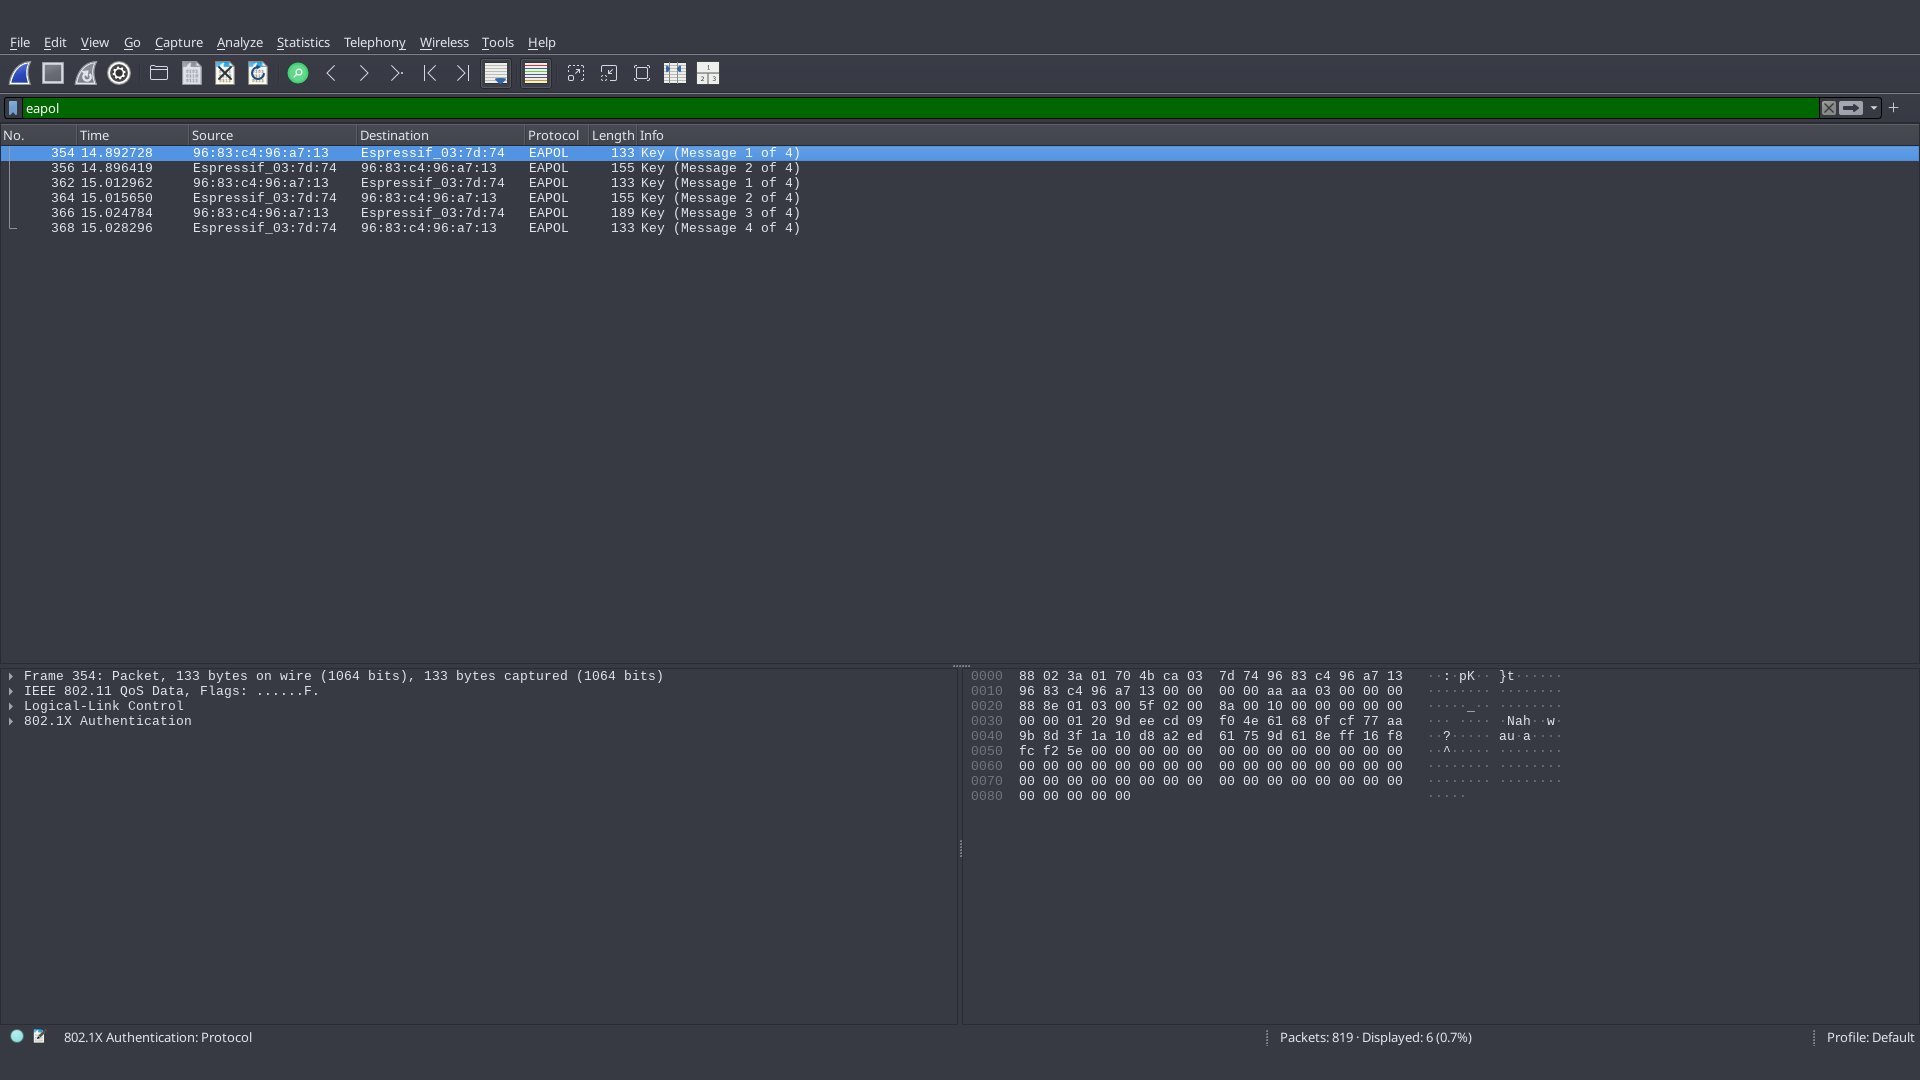 File Edit View Go Capture Analyze Statistics Telephony Wireless Tools Help
eapol
No. Time Source Destination Protocol Length Info
354 14.892728 96:83:c4:96:a7:13 Espressif_03:7d:74 EAPOL 133 Key (Message 1 of 4)
356 14.896419 Espressif_03:7d:74 96:83:c4:96:a7:13 EAPOL 155 Key (Message 2 of 4)
362 15.012962 96:83:c4:96:a7:13 Espressif_03:7d:74 EAPOL 133 Key (Message 1 of 4)
364 15.015650 Espressif_03:7d:74 96:83:c4:96:a7:13 EAPOL 155 Key (Message 2 of 4)
366 15.024784 96:83:c4:96:a7:13 Espressif_03:7d:74 EAPOL 189 Key (Message 3 of 4)
368 15.028296 Espressif_03:7d:74 96:83:c4:96:a7:13 EAPOL 133 Key (Message 4 of 4)
Frame 354: Packet, 133 bytes on wire (1064 bits), 133 bytes captured (1064 bits)
IEEE 802.11 QoS Data, Flags: ......F.
Logical-Link Control
802.1X Authentication
0000 88 02 3a 01 70 4b ca 03 7d 74 96 83 c4 96 a7 13 ··:·pK·· }t······
0010 96 83 c4 96 a7 13 00 00 00 00 aa aa 03 00 00 00 ········ ········
0020 88 8e 01 03 00 5f 02 00 8a 00 10 00 00 00 00 00 ·····_·· ········
0030 00 00 01 20 9d ee cd 09 f0 4e 61 68 0f cf 77 aa ··· ···· ·Nah··w·
0040 9b 8d 3f 1a 10 d8 a2 ed 61 75 9d 61 8e ff 16 f8 ··?····· au·a····
0050 fc f2 5e 00 00 00 00 00 00 00 00 00 00 00 00 00 ··^····· ········
0060 00 00 00 00 00 00 00 00 00 00 00 00 00 00 00 00 ········ ········
0070 00 00 00 00 00 00 00 00 00 00 00 00 00 00 00 00 ········ ········
0080 00 00 00 00 00 ·····
802.1X Authentication: Protocol
Packets: 819 · Displayed: 6 (0.7%)
Profile: Default